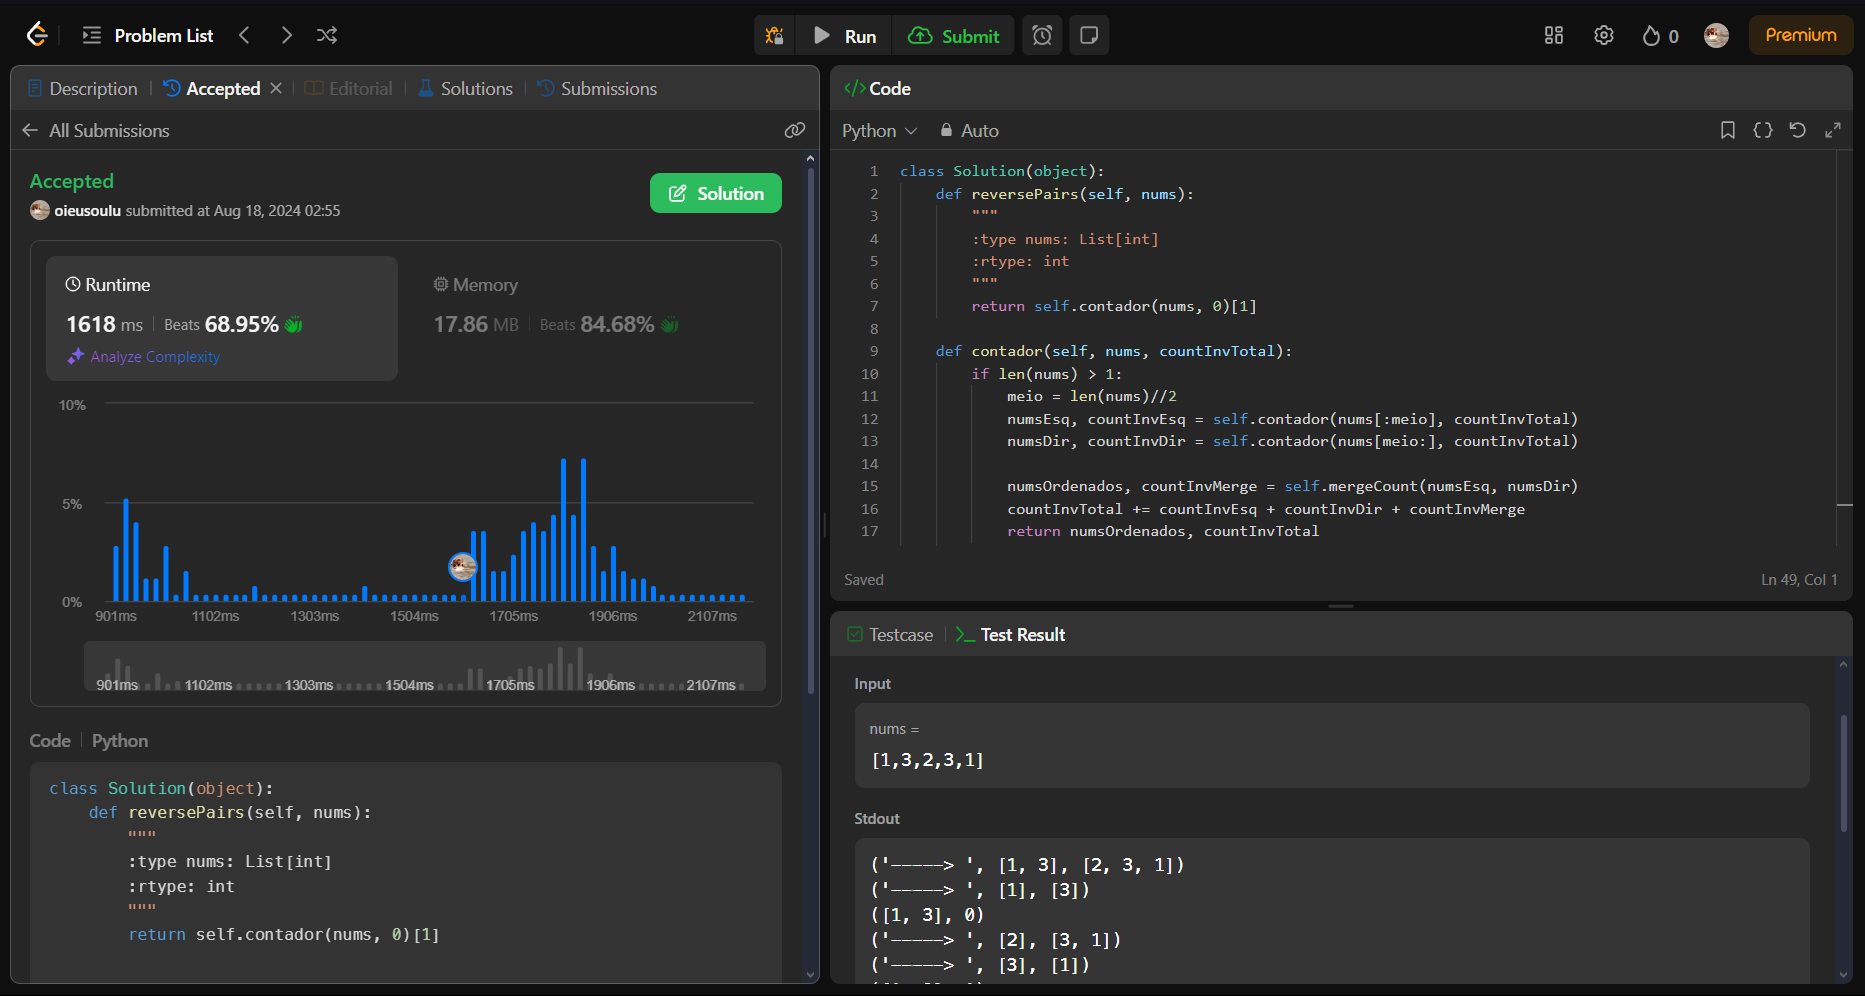 Problem List
Run
Submit
0
Premium
Description
Accepted
Editorial
Solutions
Submissions
All Submissions
Accepted
oieusoulu submitted at Aug 18, 2024 02:55
Solution
Runtime
1618 ms
Beats 68.95%
Analyze Complexity
Memory
17.86 MB
Beats 84.68%
10%
5%
0%
901ms 1102ms 1303ms 1504ms 1705ms 1906ms 2107ms
901ms 1102ms 1303ms 1504ms 1705ms 1906ms 2107ms
Code | Python
class Solution(object):
    def reversePairs(self, nums):
        """
        :type nums: List[int]
        :rtype: int
        """
        return self.contador(nums, 0)[1]
</> Code
Python
Auto
1 class Solution(object):
2     def reversePairs(self, nums):
3         """
4         :type nums: List[int]
5         :rtype: int
6         """
7         return self.contador(nums, 0)[1]
8
9     def contador(self, nums, countInvTotal):
10         if len(nums) > 1:
11             meio = len(nums)//2
12             numsEsq, countInvEsq = self.contador(nums[:meio], countInvTotal)
13             numsDir, countInvDir = self.contador(nums[meio:], countInvTotal)
14
15             numsOrdenados, countInvMerge = self.mergeCount(numsEsq, numsDir)
16             countInvTotal += countInvEsq + countInvDir + countInvMerge
17             return numsOrdenados, countInvTotal
Saved
Ln 49, Col 1
Testcase
Test Result
Input
nums =
[1,3,2,3,1]
Stdout
('-----> ', [1, 3], [2, 3, 1])
('-----> ', [1], [3])
([1, 3], 0)
('-----> ', [2], [3, 1])
('-----> ', [3], [1])